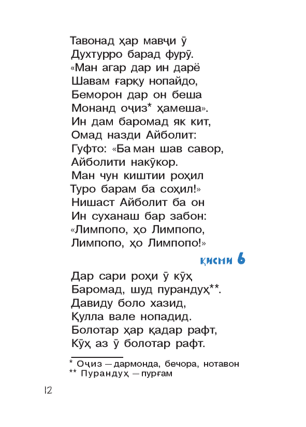 Тавонад ҳар мавҷи ӯ
Духтурро барад фурӯ.
«Ман агар дар ин дарё
Шавам ғарқу нопайдо,
Беморон дар он беша
Монанд оҷиз* ҳамеша».
Ин дам баромад як кит,
Омад назди Айболит:
Гуфто: «Ба ман шав савор,
Айболити накӯкор.
Ман чун киштии роҳил
Туро барам ба соҳил!»
Нишаст Айболит ба он
Ин суханаш бар забон:
«Лимпопо, ҳо Лимпопо,
Лимпопо, ҳо Лимпопо!»
ҚИСМИ 6
Дар сари роҳи ӯ кӯҳ
Баромад, шуд пурандуҳ**.
Давиду боло хазид,
Қулла вале нопадид.
Болотар ҳар қадар рафт,
Кӯҳ аз ӯ болотар рафт.
* Оҷиз — дармонда, бечора, нотавон
** Пурандуҳ — пурғам
12